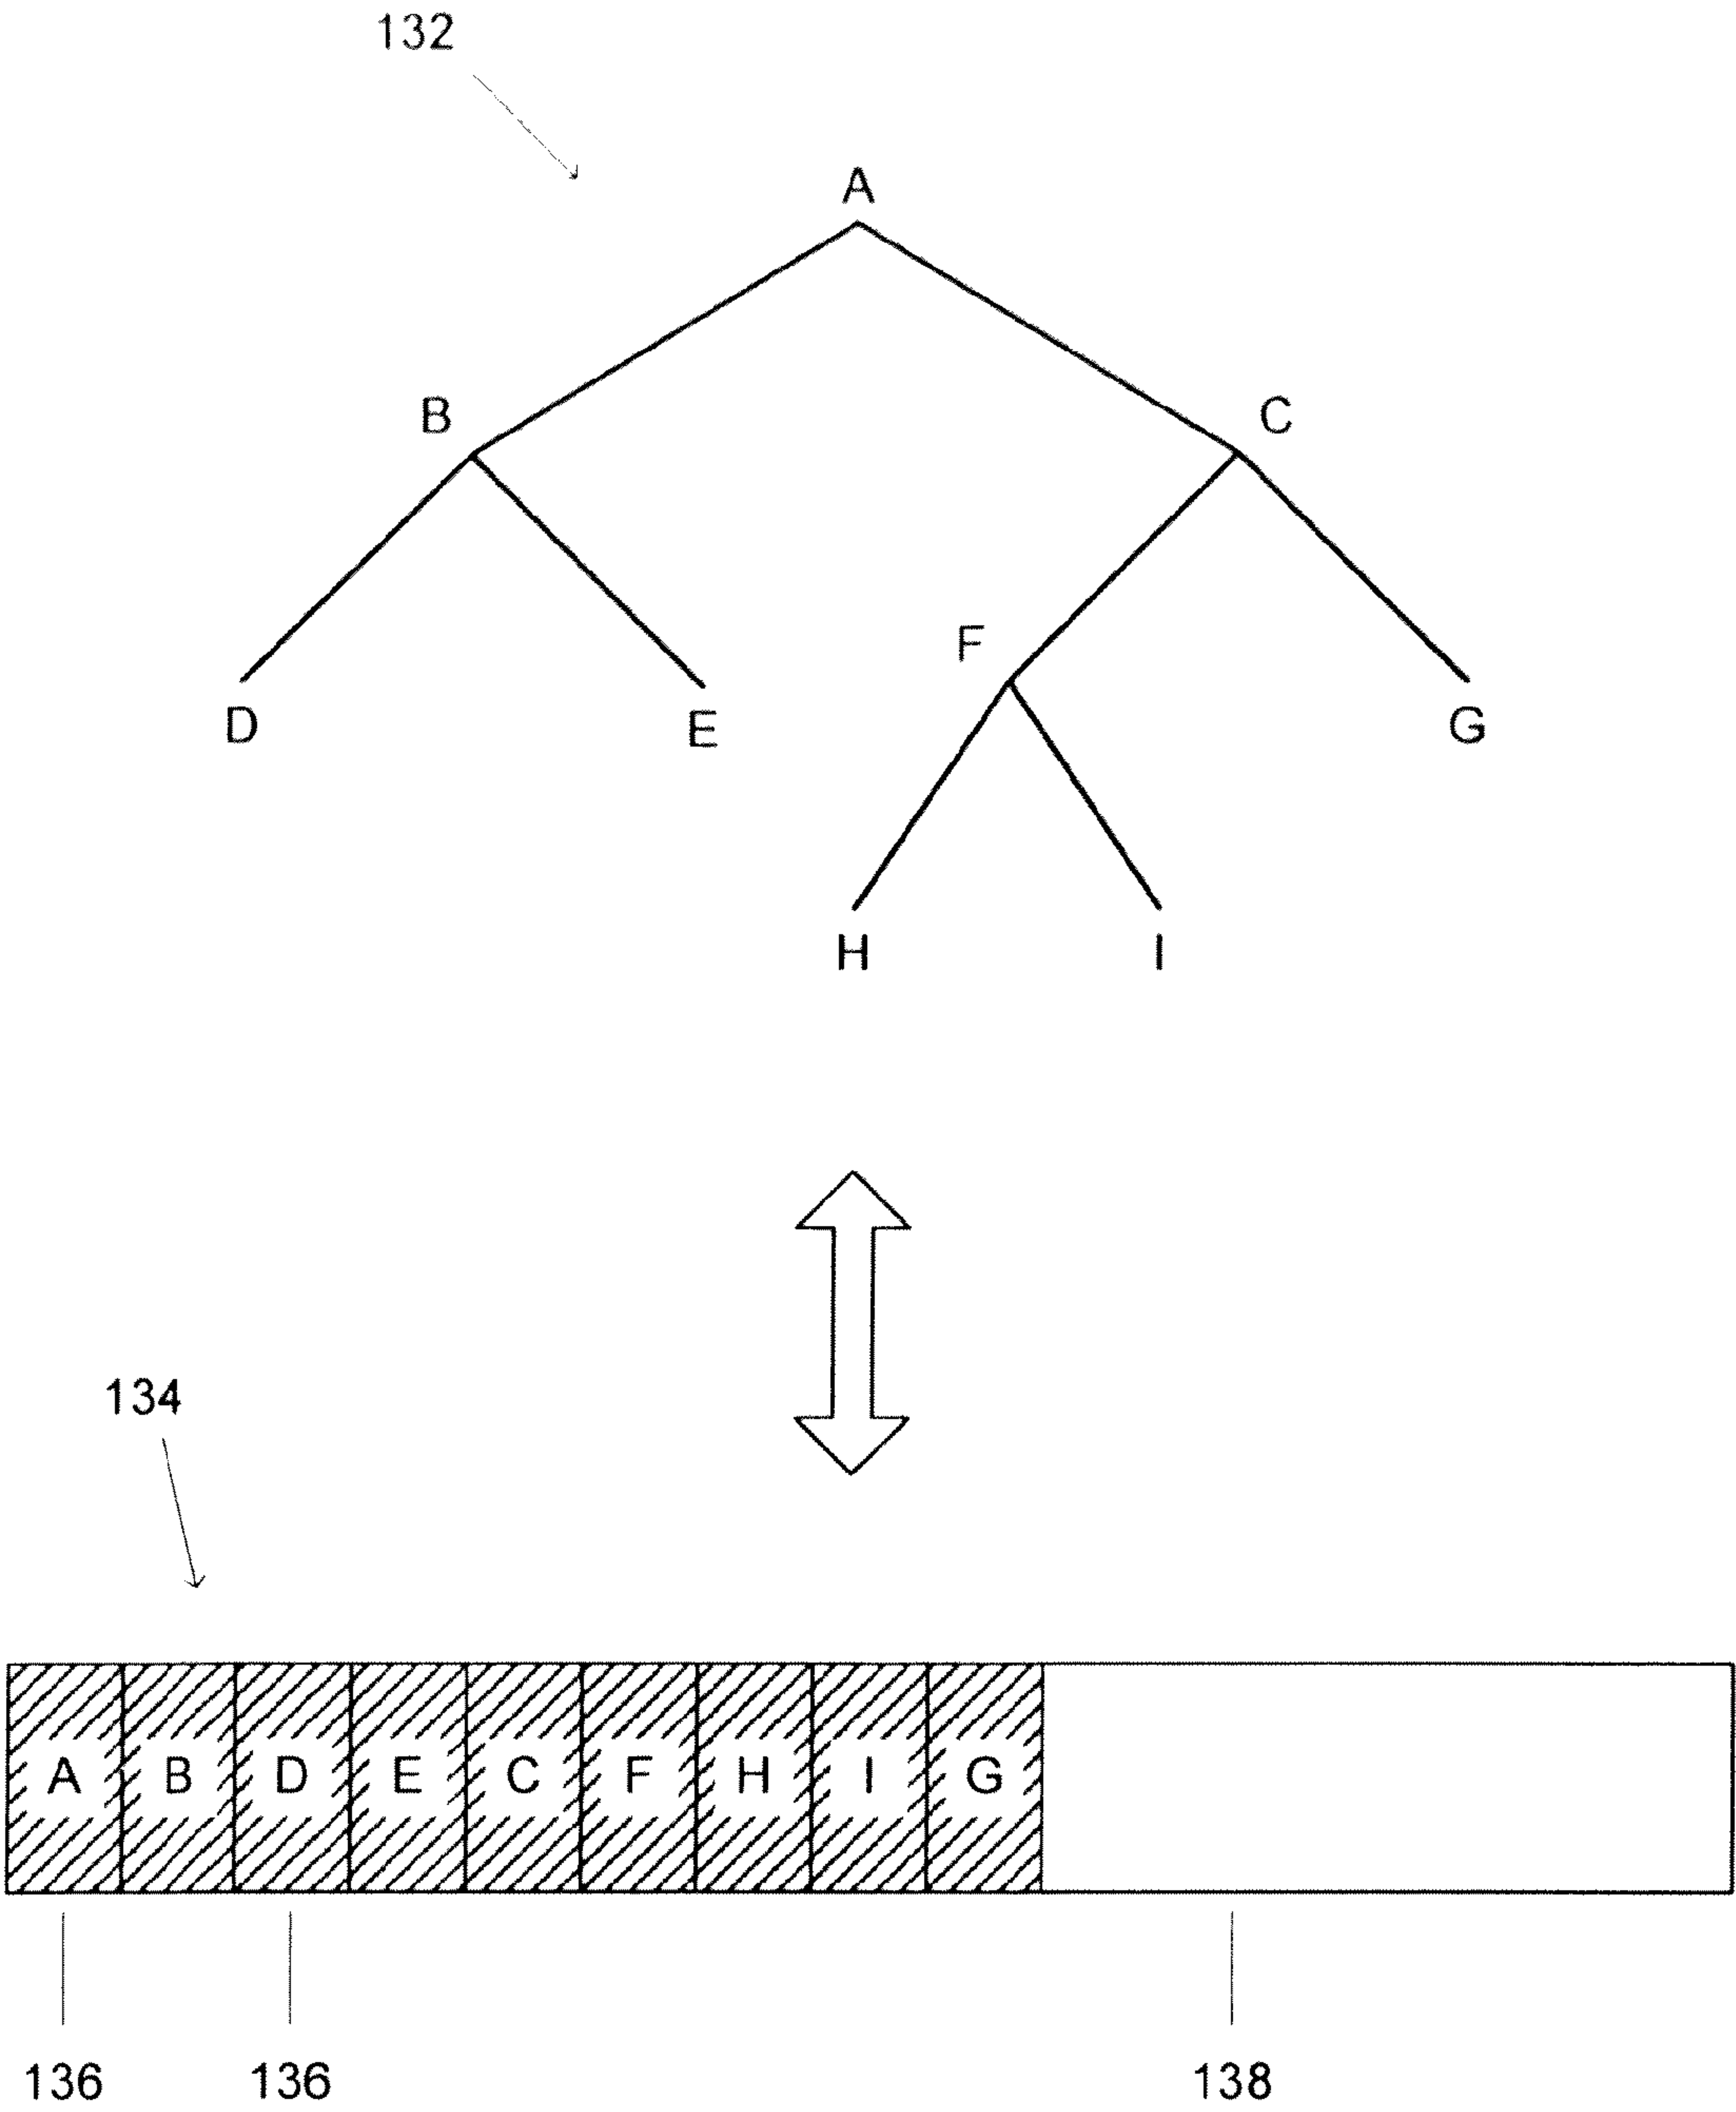 132
A
B C
F
D E G
H I
134
A B D E C F H I G
136 136 138